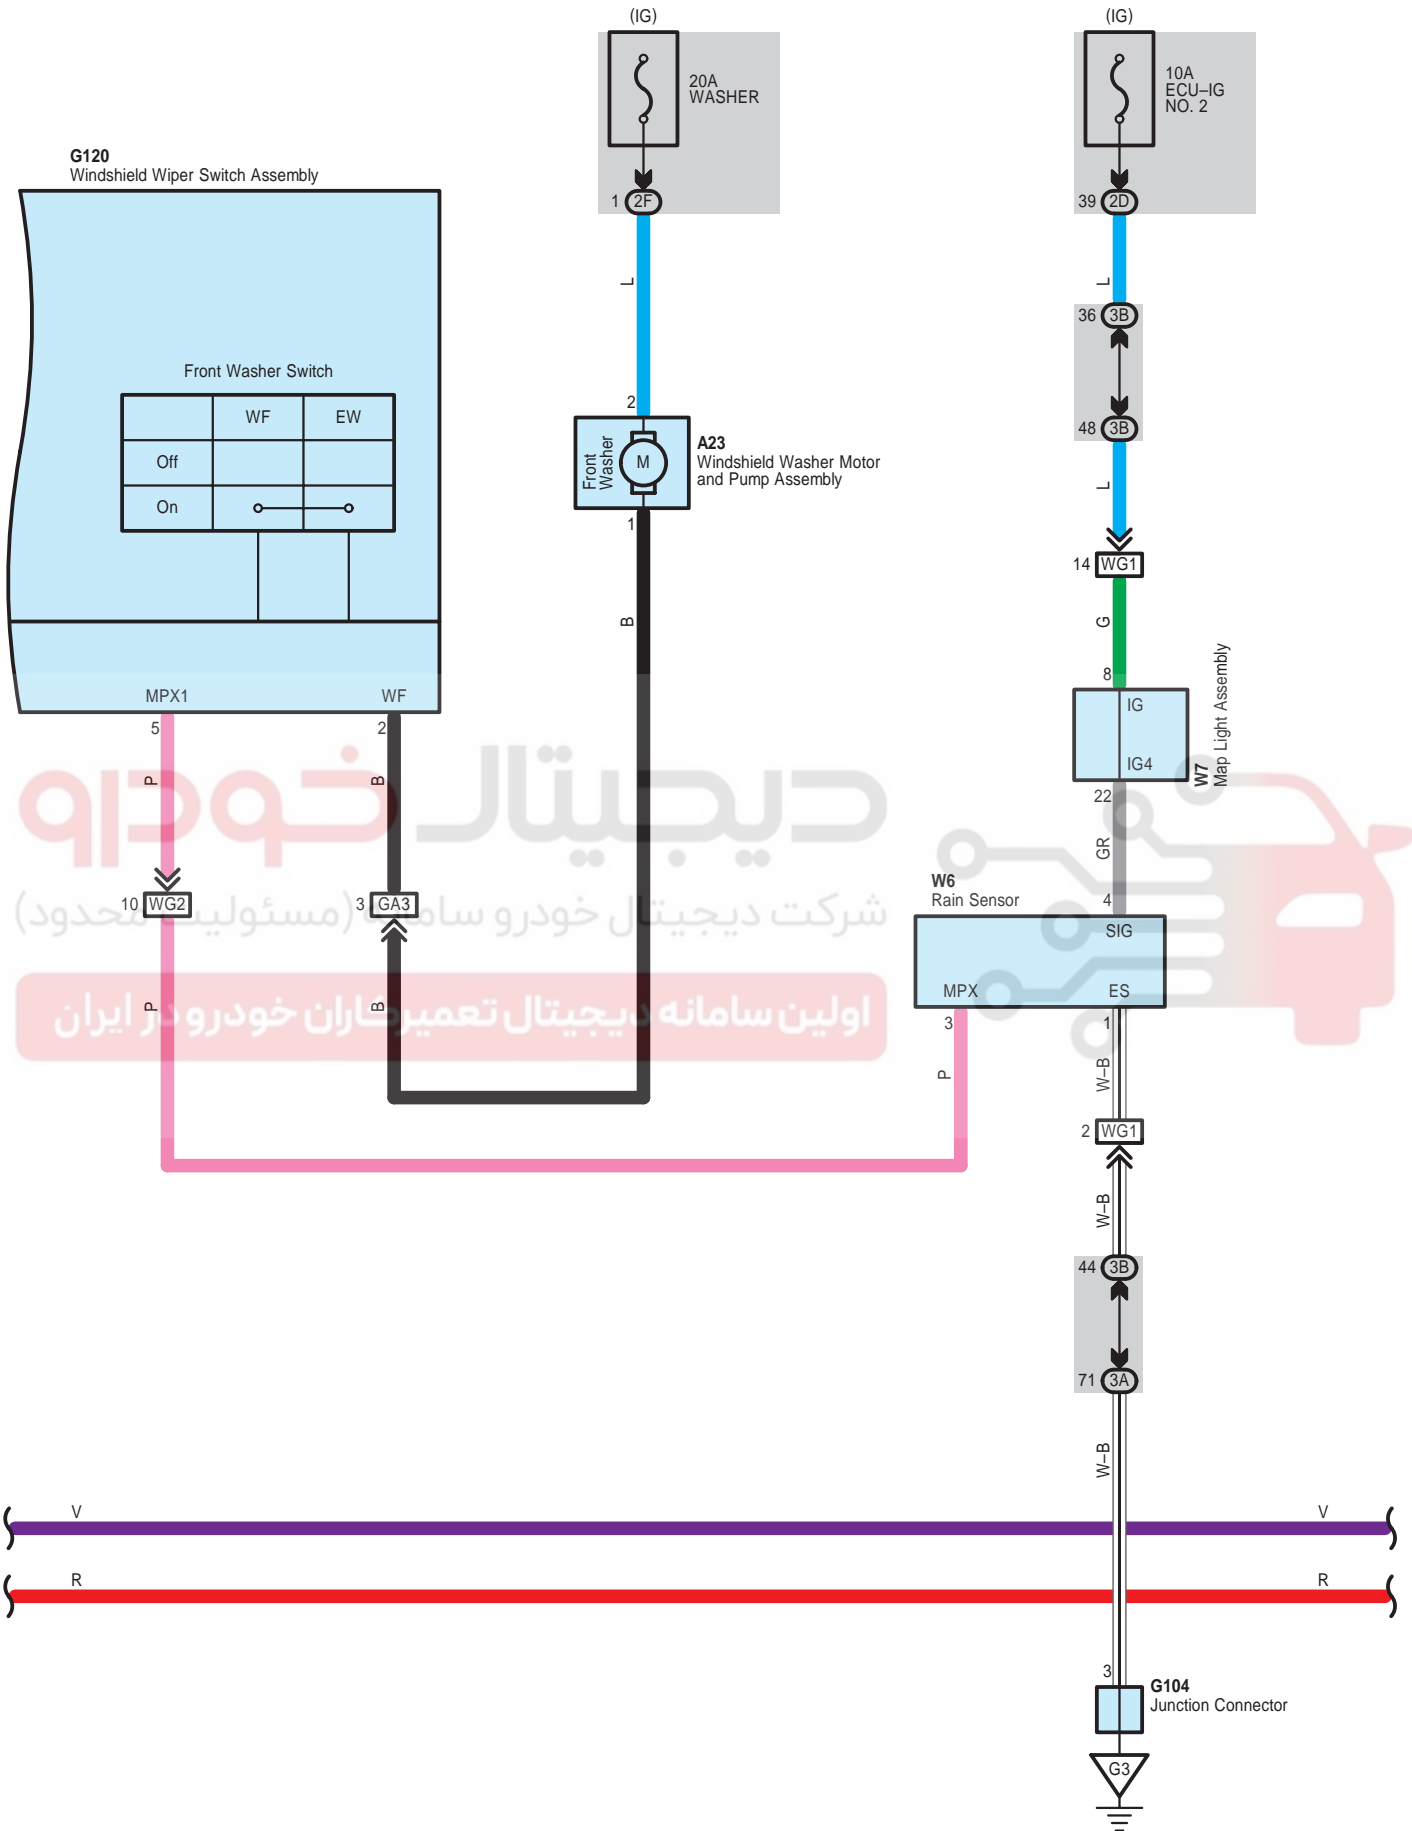 (IG)
20A
WASHER
1 2F
(IG)
10A
ECU–IG
NO. 2
39 2D
G120
Windshield Wiper Switch Assembly
Front Washer Switch
WF EW
Off
On
MPX1 WF
5 2
L
2
Front
Washer
M
A23
Windshield Washer Motor
and Pump Assembly
1
B
L
36 3B
48 3B
L
14 WG1
G
8
IG
IG4
W7
Map Light Assembly
22
GR
4
W6
Rain Sensor
SIG
MPX ES
3 1
P B
10 WG2
3 GA3
P B
دیجیتال خودرو
شرکت دیجیتال خودرو سامانه (مسئولیت محدود)
اولین سامانه دیجیتال تعمیرکاران خودرو در ایران
P
W–B
2 WG1
W–B
44 3B
71 3A
W–B
V V
R R
3
G104
Junction Connector
G3